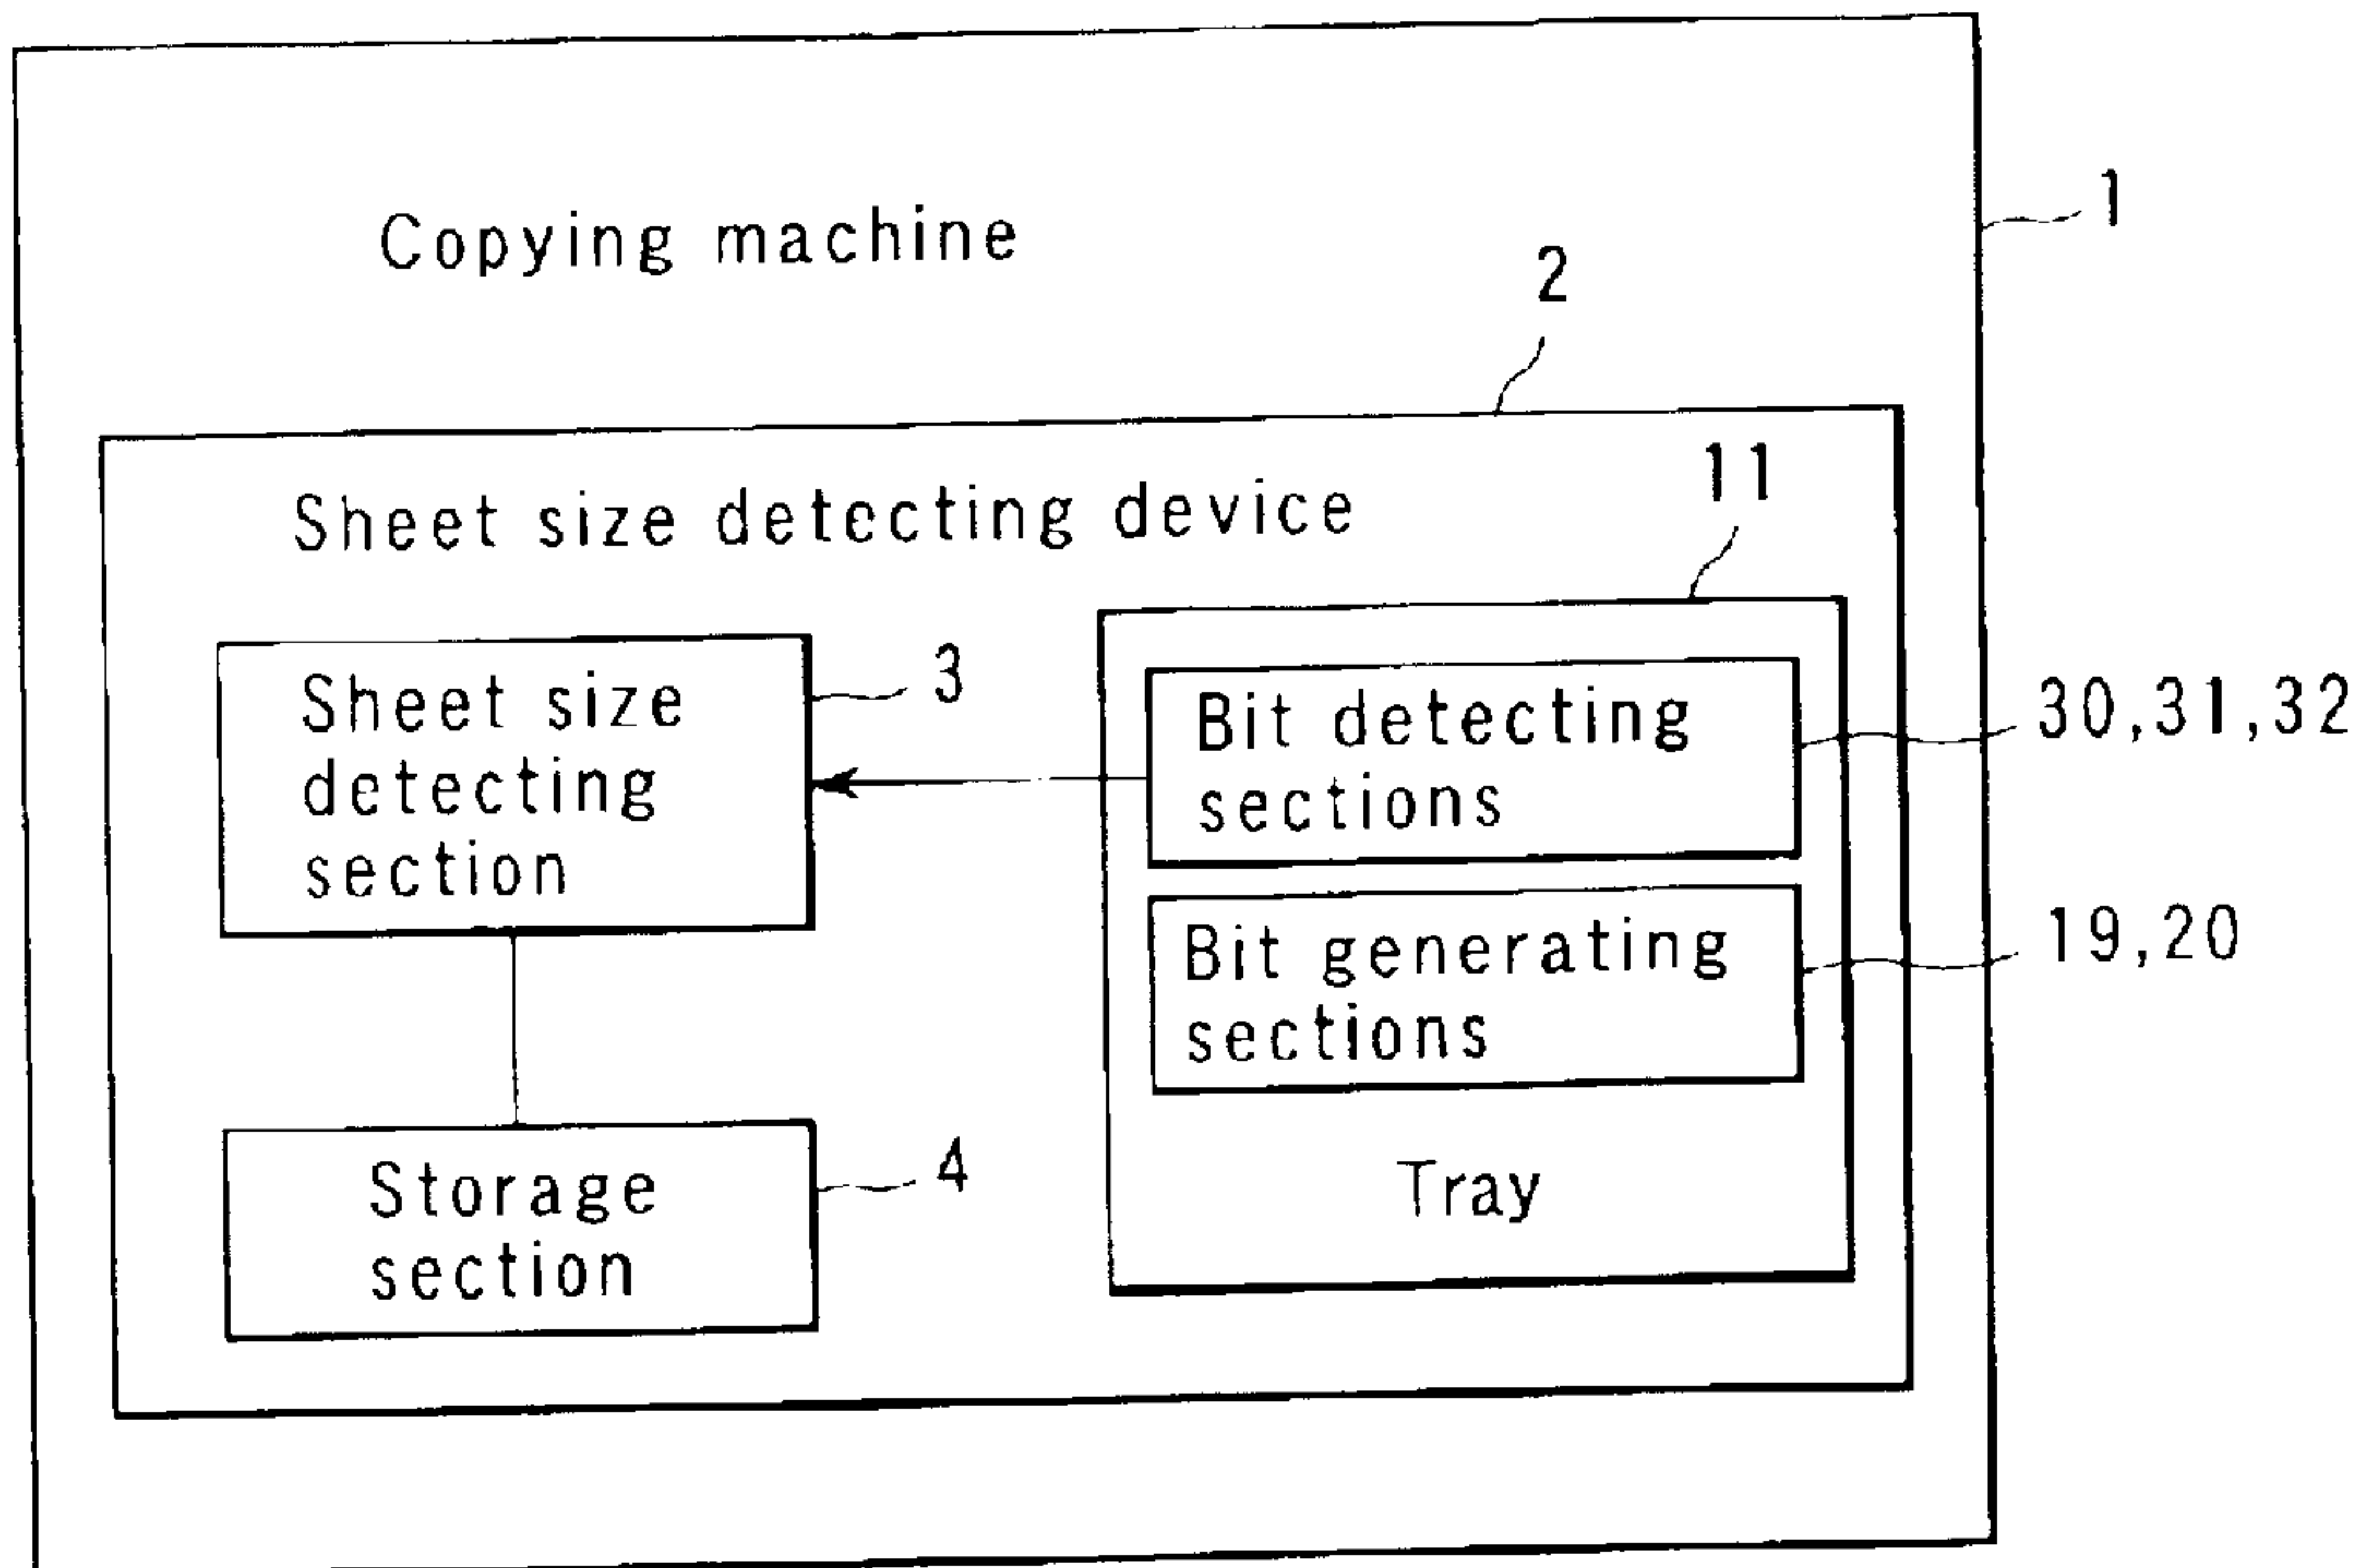 Copying machine
1
2
Sheet size detecting device
11
Sheet size
detecting
section
3
Bit detecting
sections
30,31,32
Bit generating
sections
19,20
Storage
section
4
Tray